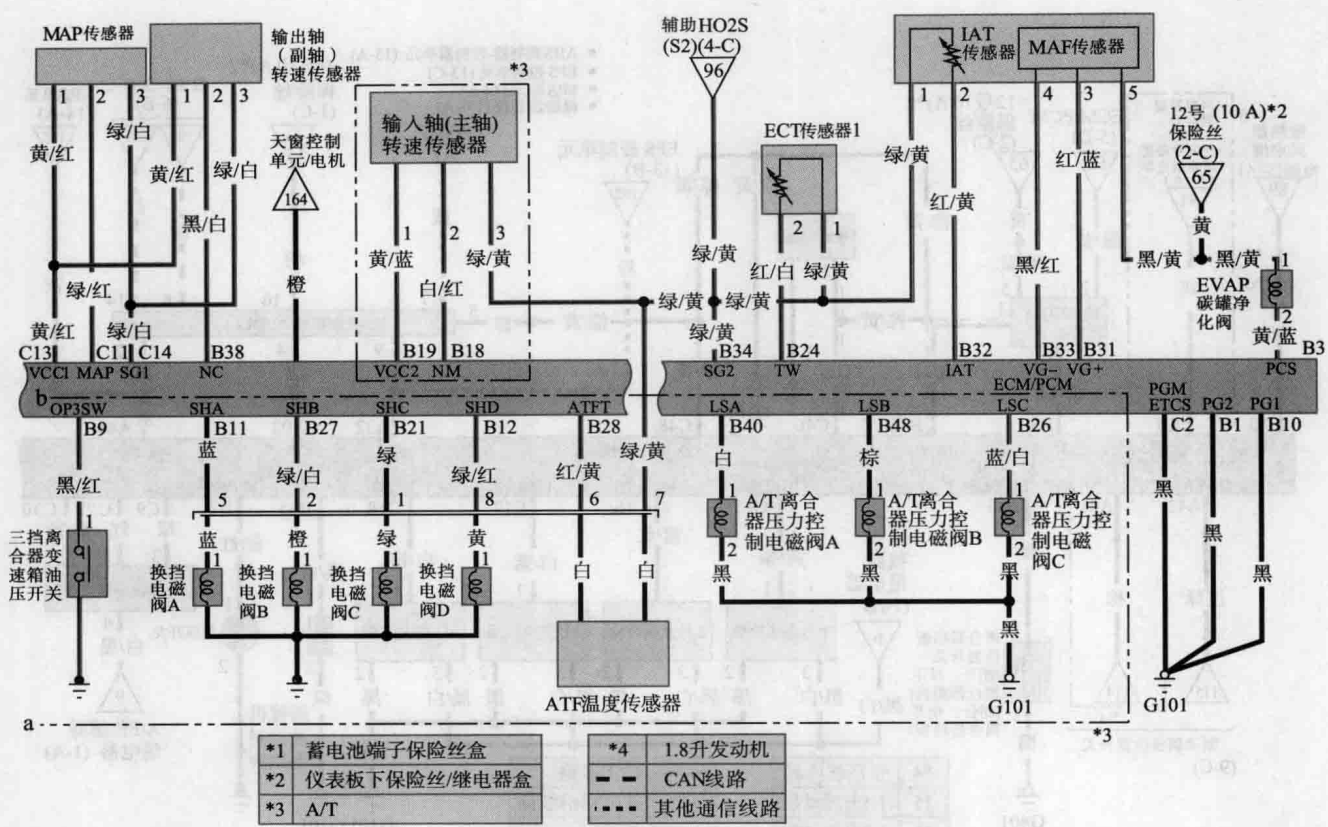 MAP传感器
输出轴
（副轴）
转速传感器
辅助HO2S
(S2)(4-C)
96
IAT
传感器
MAF传感器
*3
2
3
1
2
3
1
2
4
3
5
12号 (10 A)*2
保险丝
(2-C)
65
绿/白
黄/红
黄/红
绿/白
黑/白
天窗控制
单元/电机
164
输入轴(主轴)
转速传感器
ECT传感器1
绿/黄
红/蓝
红/黄
黄
1
黄/蓝
2
3
绿/黄
绿/黄
2
1
红/白
绿/黄
黑/红
黑/黄
黑/黄
1
EVAP
碳罐净
化阀
2
橙
绿/红
白/红
绿/黄
绿/黄
黄/红
绿/白
绿/黄
黄/蓝
C13
C11
C14
B38
B19
B18
B34
B24
B32
B33
B31
B3
VCC1
MAP
SG1
NC
VCC2
NM
SG2
TW
IAT
VG−
VG+
PCS
ECM/PCM
b
OP3SW
SHA
SHB
SHC
SHD
ATFT
LSA
LSB
LSC
PGM
ETCS
PG2
PG1
B9
B11
B27
B21
B12
B28
B40
B48
B26
C2
B1
B10
黑/红
蓝
绿/白
绿
绿/红
红/黄
绿/黄
白
棕
蓝/白
黑
黑
黑
5
2
1
8
6
7
1
三挡离
合器变
速箱油
压开关
蓝
橙
绿
黄
白
白
1
1
1
1
换挡
电磁
阀A
换挡
电磁
阀B
换挡
电磁
阀C
换挡
电磁
阀D
1
A/T离合
器压力控
制电磁阀A
2
1
A/T离合
器压力控
制电磁阀B
2
1
A/T离合
器压力控
制电磁
阀C
2
黑
黑
黑
黑
ATF温度传感器
G101
G101
a
*3
*1 蓄电池端子保险丝盒
*2 仪表板下保险丝/继电器盒
*3 A/T
*4 1.8升发动机
CAN线路
其他通信线路